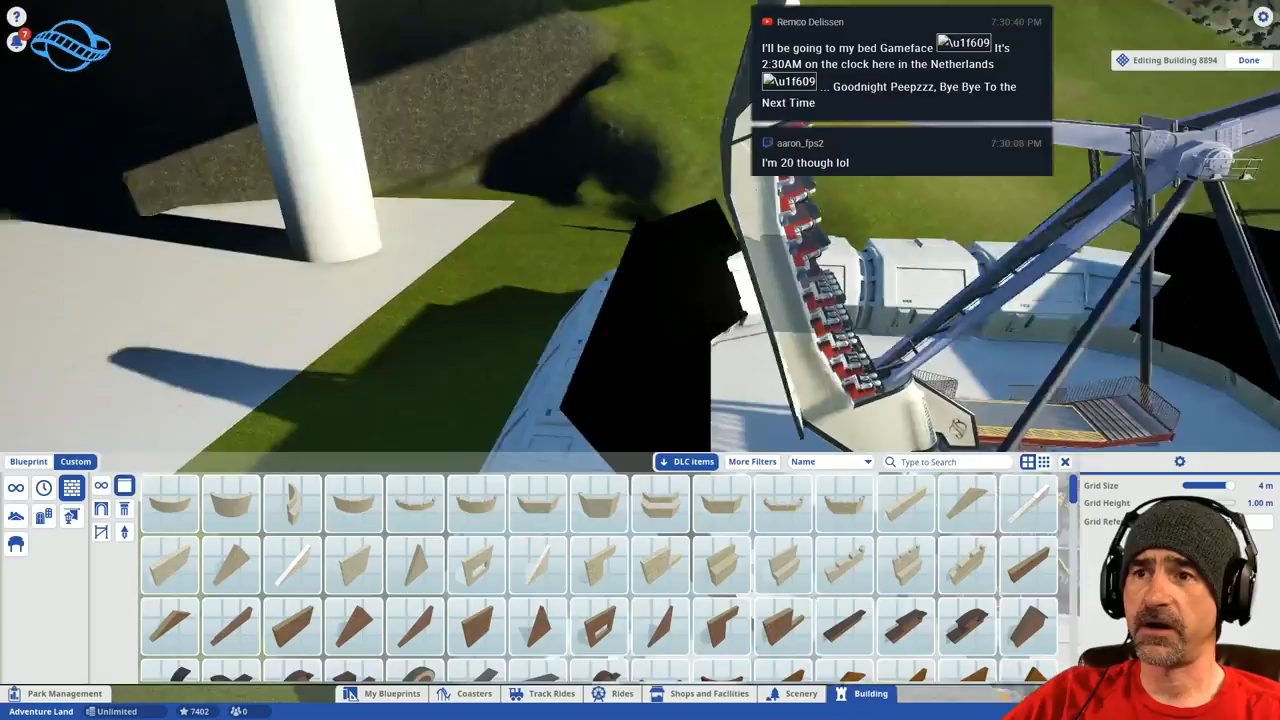 ?
7
Remco Delissen 7:30:40 PM
I'll be going to my bed Gameface \u1f609 It's
2:30AM on the clock here in the Netherlands
\u1f609 ... Goodnight Peepzzz, Bye Bye To the
Next Time
aaron_fps2 7:30:08 PM
I'm 20 though lol
Editing Building 8894 Done
Blueprint Custom DLC items More Filters Name Type to Search
Grid Size 4 m
Grid Height 1.00 m
Grid
Park Management My Blueprints Coasters Track Rides Rides Shops and Facilities Scenery Building
Adventure Land Unlimited 7402 0